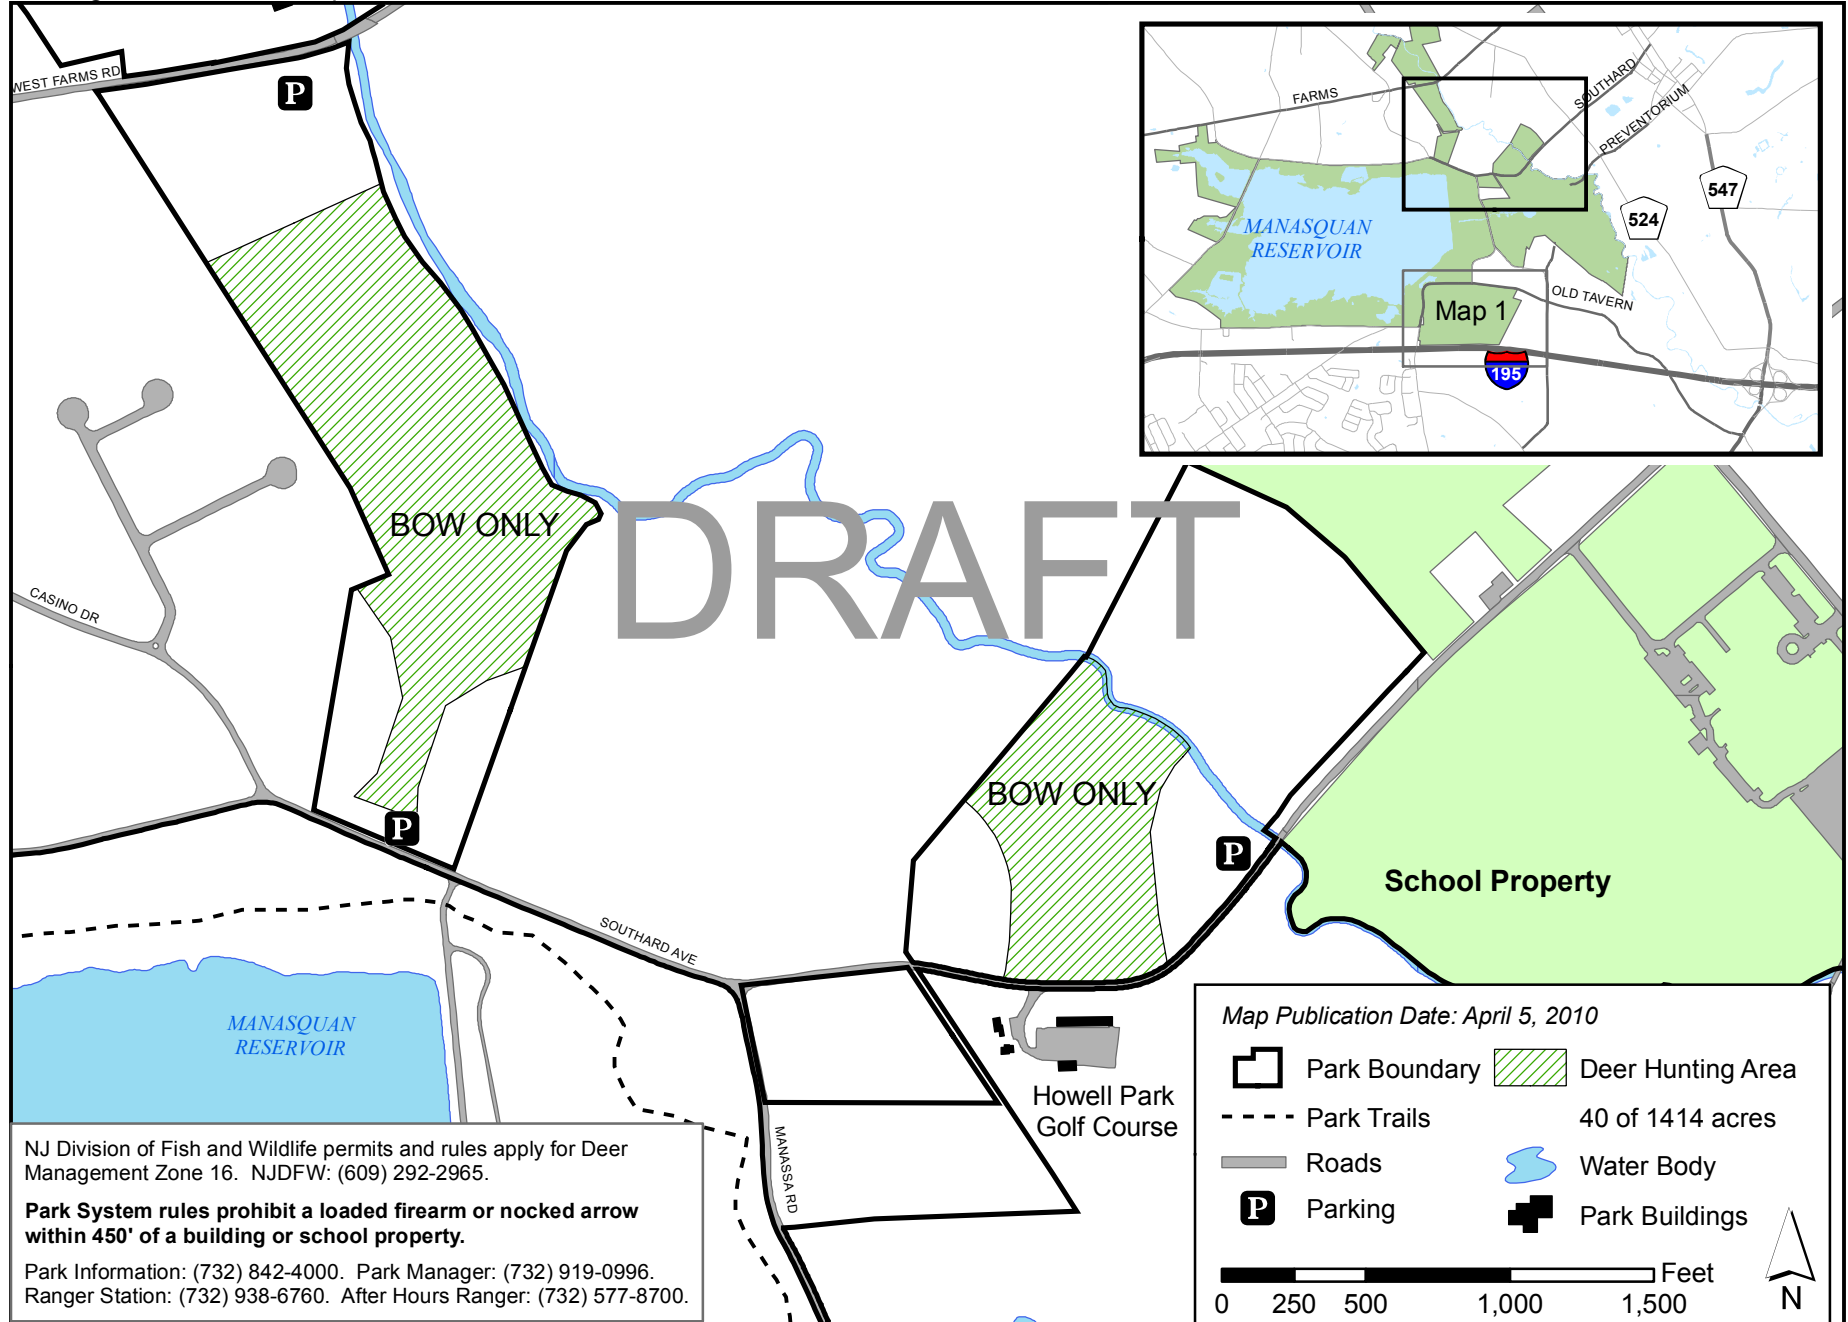 WEST FARMS RD
P
FARMS
SOUTHARD
PREVENTORIUM
547
524
MANASQUAN
RESERVOIR
OLD TAVERN
Map 1
195
BOW ONLY
DRAFT
CASINO DR
BOW ONLY
P
P
School Property
SOUTHARD AVE
MANASQUAN
RESERVOIR
Howell Park
Golf Course
MANASSA RD
NJ Division of Fish and Wildlife permits and rules apply for Deer
Management Zone 16.  NJDFW: (609) 292-2965.
Park System rules prohibit a loaded firearm or nocked arrow
within 450' of a building or school property.
Park Information: (732) 842-4000.  Park Manager: (732) 919-0996.
Ranger Station: (732) 938-6760.  After Hours Ranger: (732) 577-8700.
Map Publication Date: April 5, 2010
Park Boundary
Deer Hunting Area
Park Trails
40 of 1414 acres
Roads
Water Body
P Parking
Park Buildings
Feet
0 250 500 1,000 1,500
N